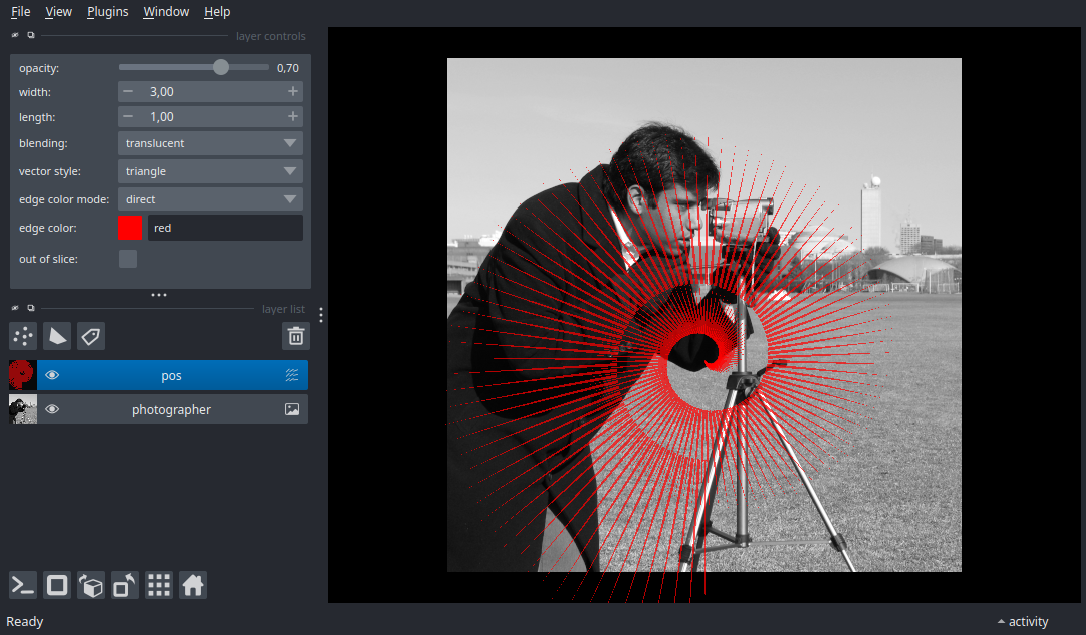 File View Plugins Window Help
layer controls
opacity: 0,70
width: 3,00
length: 1,00
blending: translucent
vector style: triangle
edge color mode: direct
edge color: red
out of slice:
layer list
pos
photographer
Ready
activity